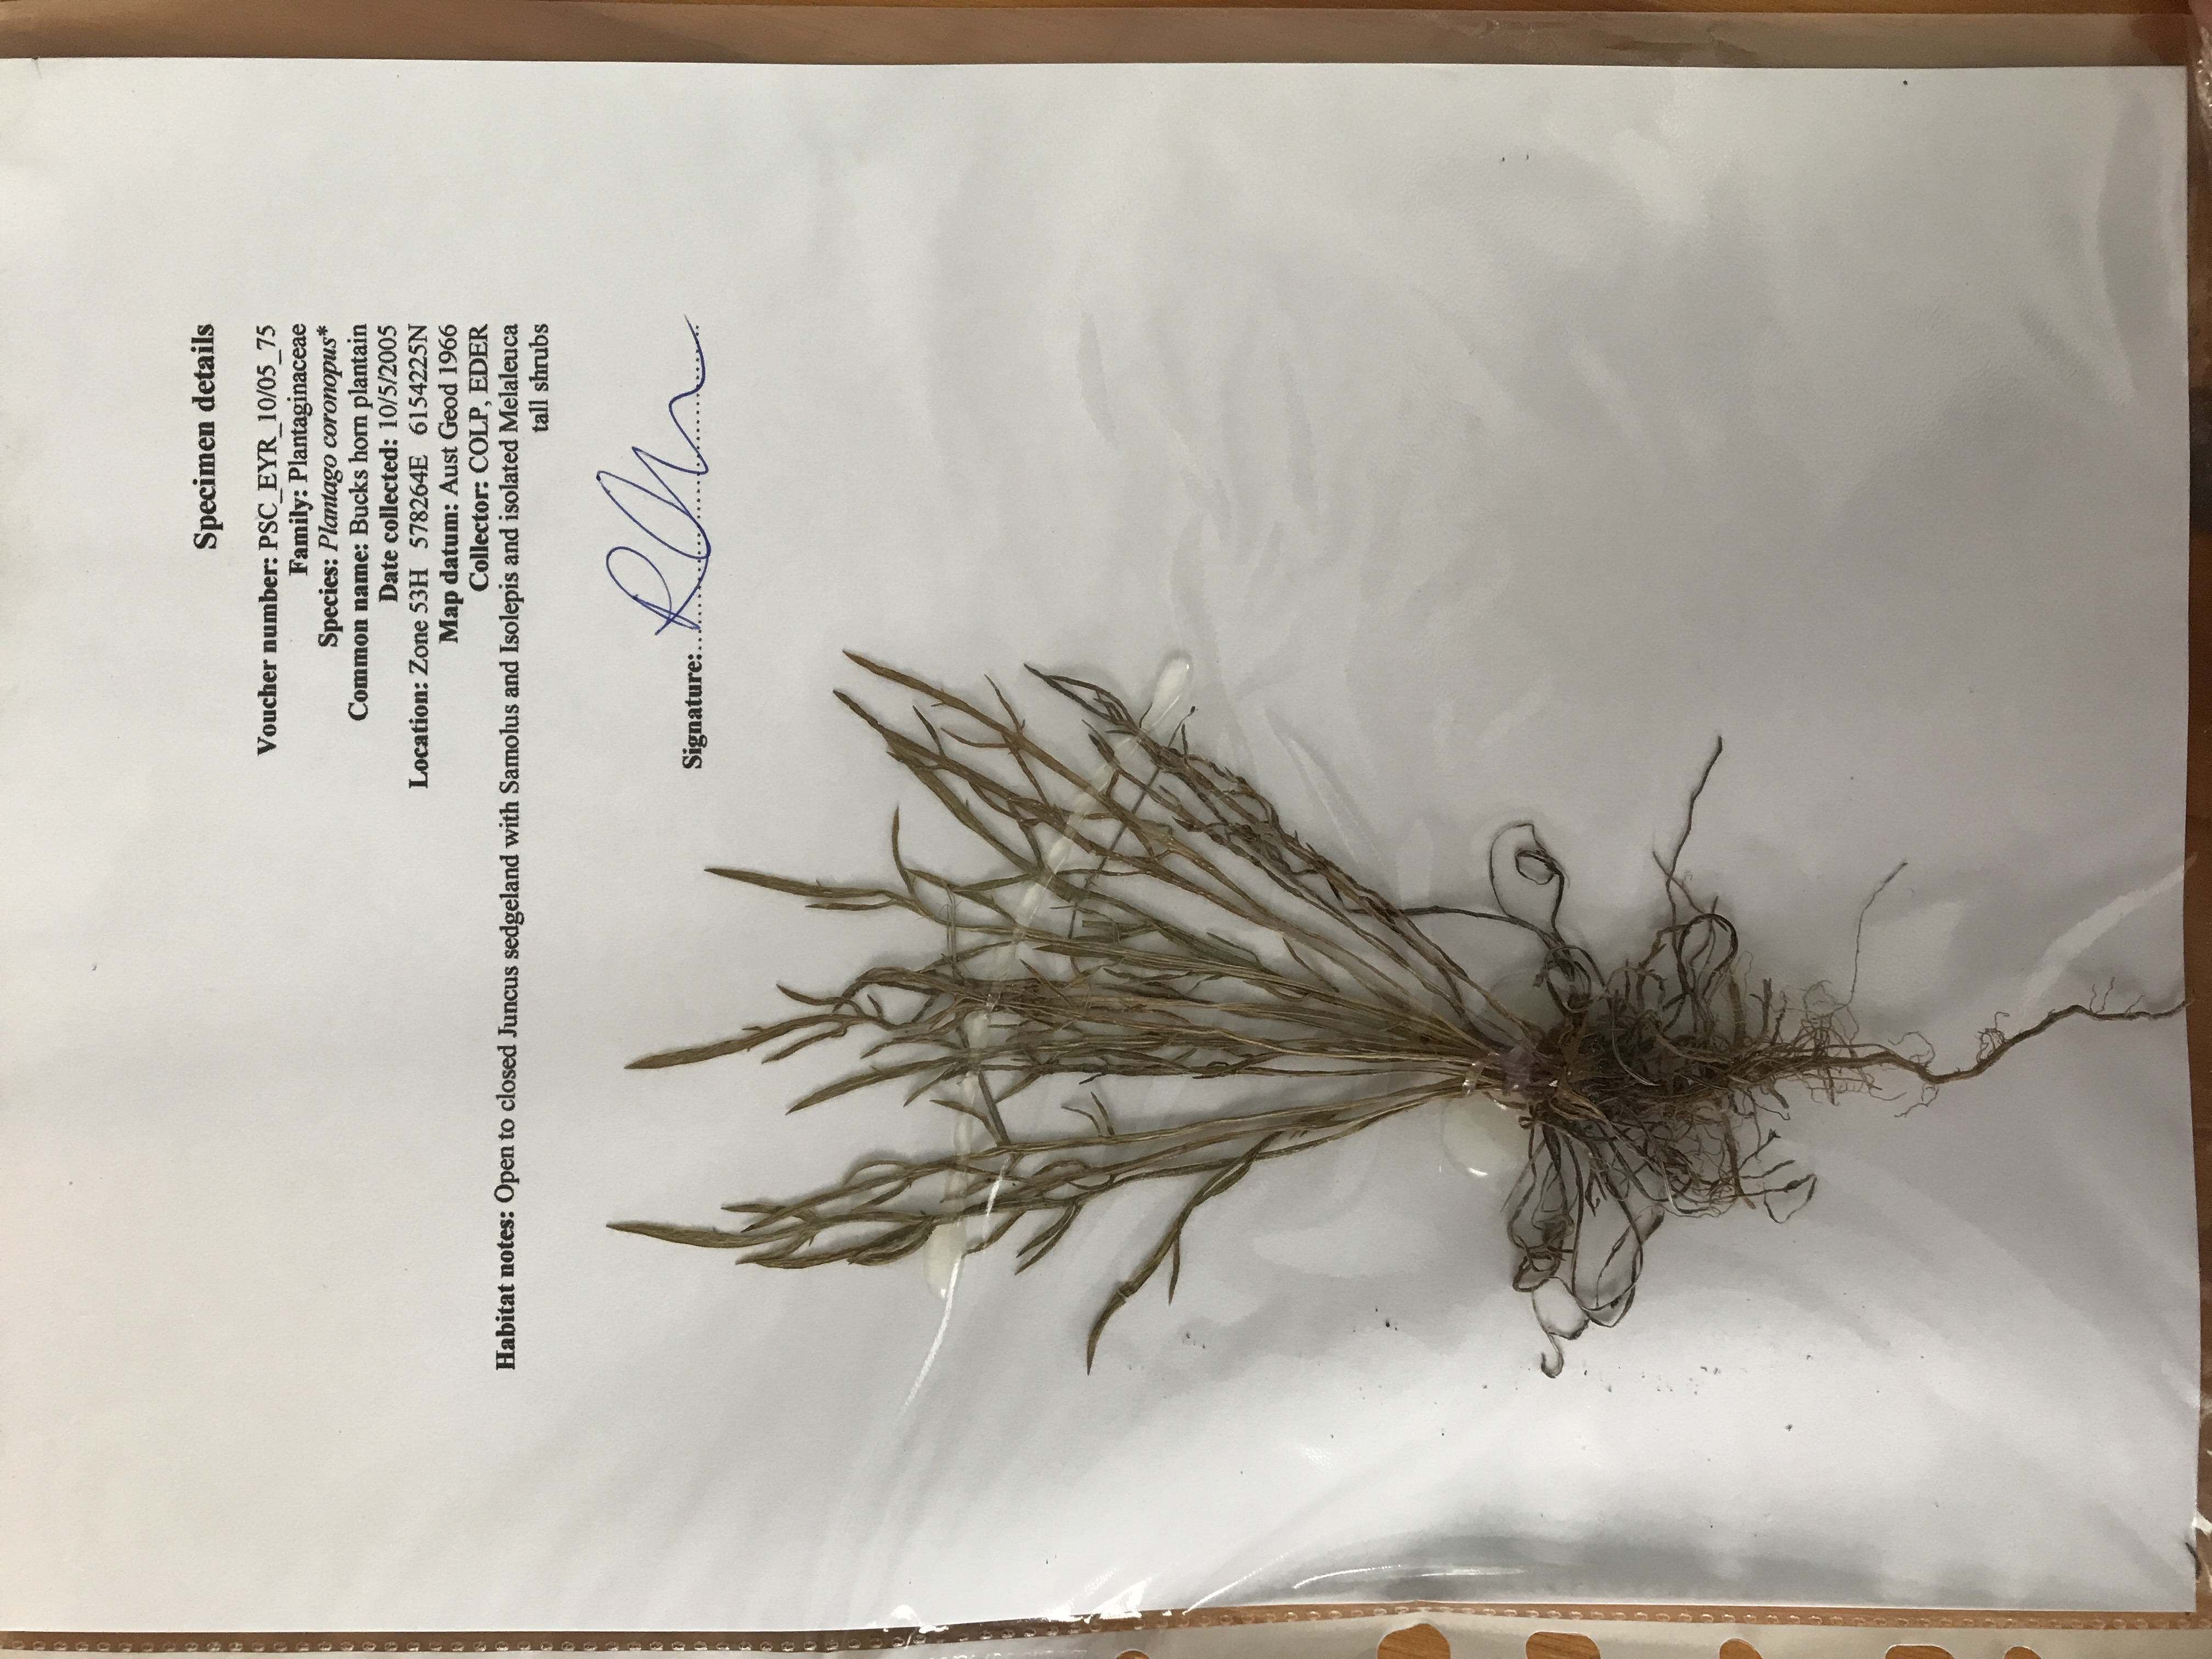 Specimen details
Voucher number: PSC_EYR_10/05_75
Family: Plantaginaceae
Species: Plantago coronopus*
Common name: Bucks horn plantain
Date collected: 10/5/2005
Location: Zone 53H 578264E 6154225N
Map datum: Aust Geod 1966
Collector: COLP, EDER
Habitat notes: Open to closed Juncus sedgeland with Samolus and Isolepis and isolated Melaleuca
tall shrubs
Signature: